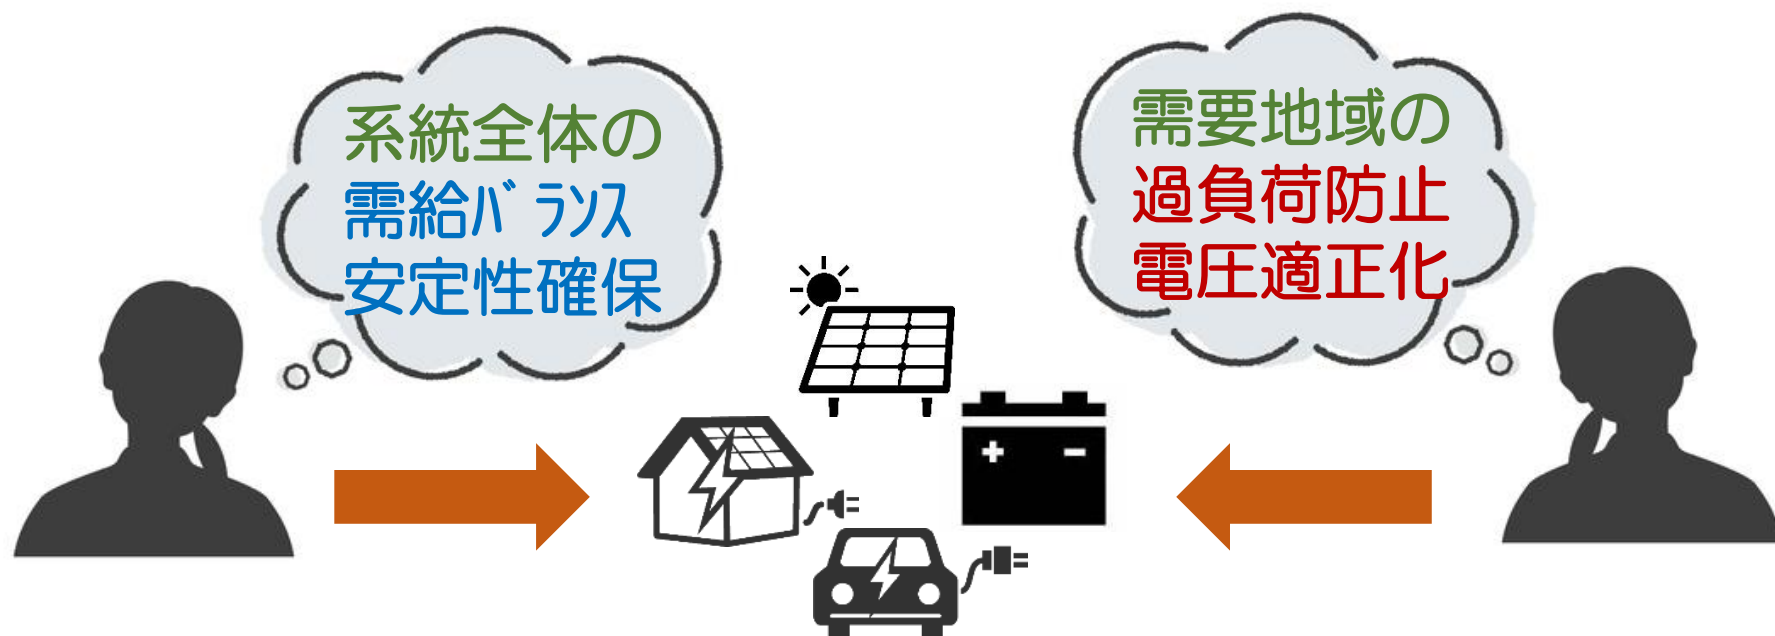 系統全体の
需給ﾊﾞﾗﾝｽ
安定性確保
需要地域の
過負荷防止
電圧適正化